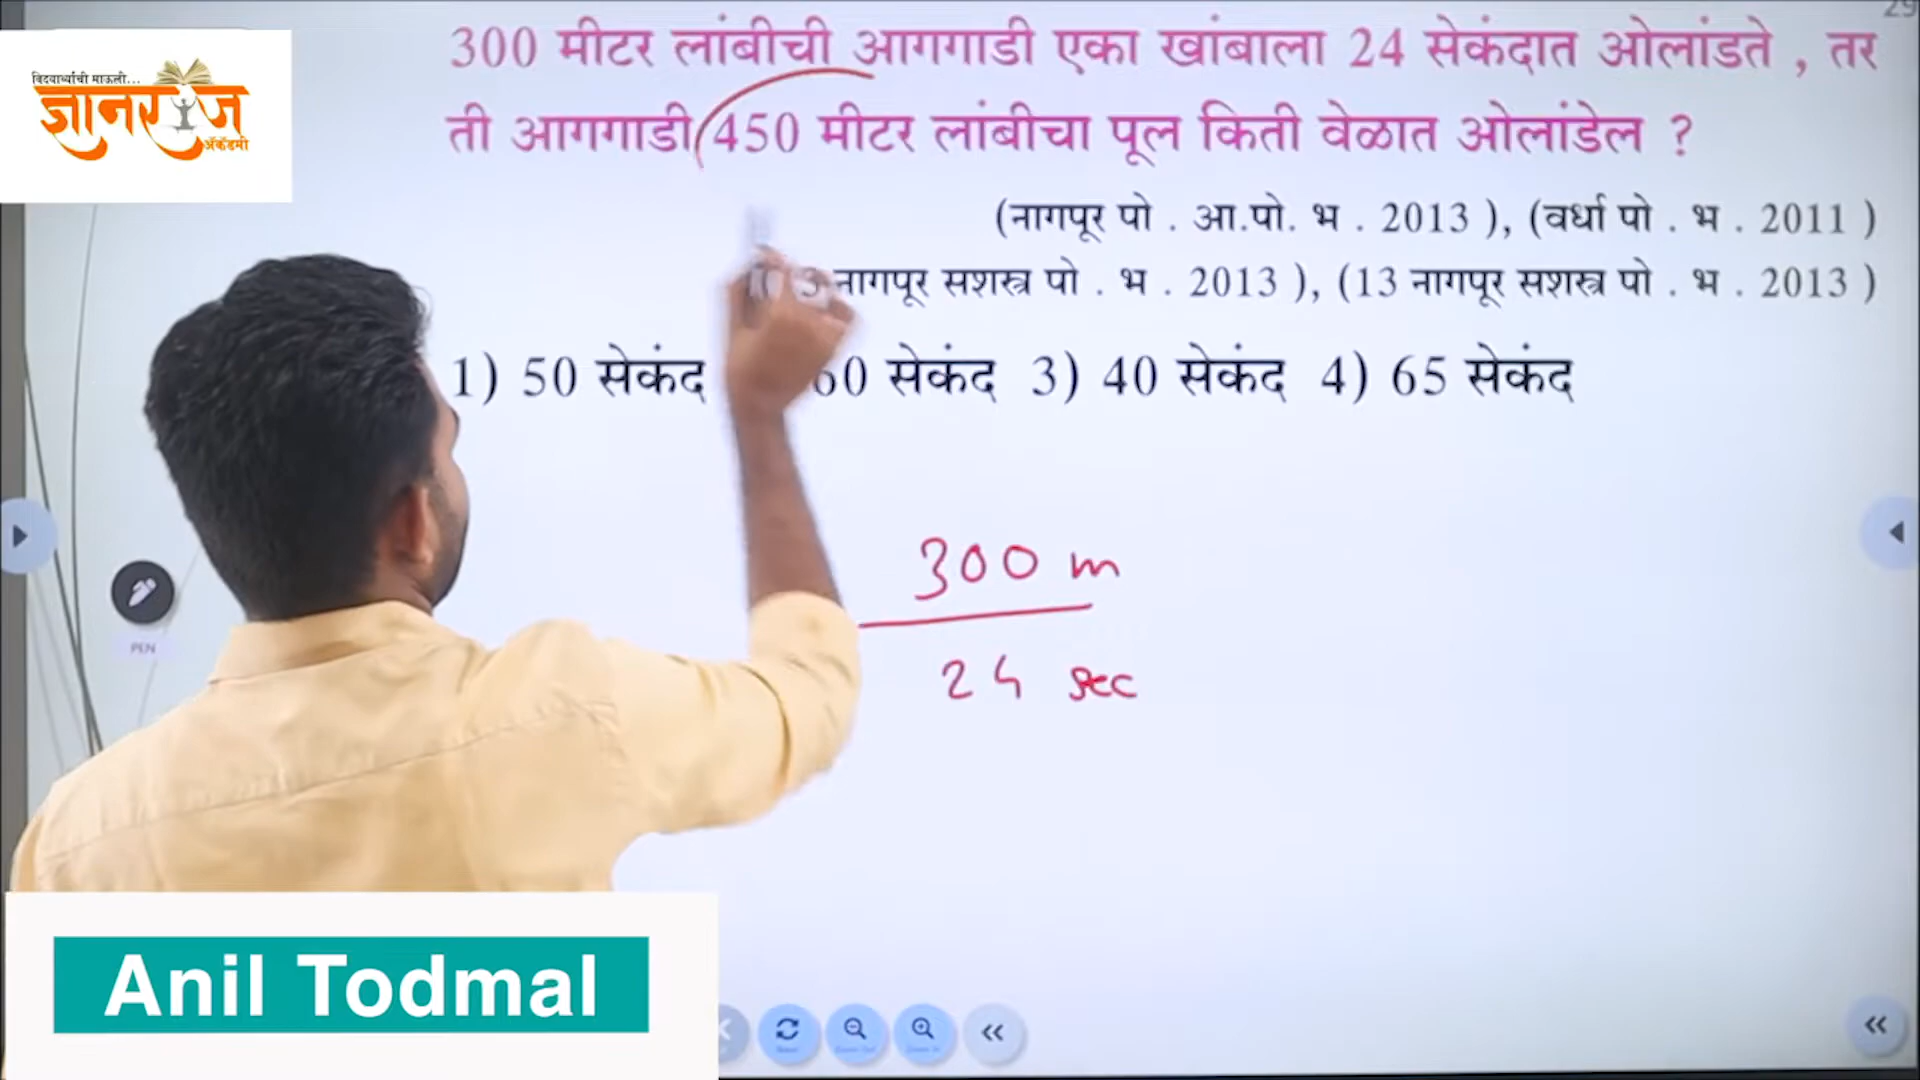 29
300 मीटर लांबीची आगगाडी एका खांबाला 24 सेकंदात ओलांडते , तर
ती आगगाडी 450 मीटर लांबीचा पूल किती वेळात ओलांडेल ?
विद्यार्थ्यांची माऊली...
ज्ञानराज
अ‍ॅकॅडमी
(नागपूर पो . आ.पो. भ . 2013 ), (वर्धा पो . भ . 2011 )
नागपूर सशस्त्र पो . भ . 2013 ), (13 नागपूर सशस्त्र पो . भ . 2013 )
1) 50 सेकंद 60 सेकंद 3) 40 सेकंद 4) 65 सेकंद
300 m
24 sec
PEN
Anil Todmal